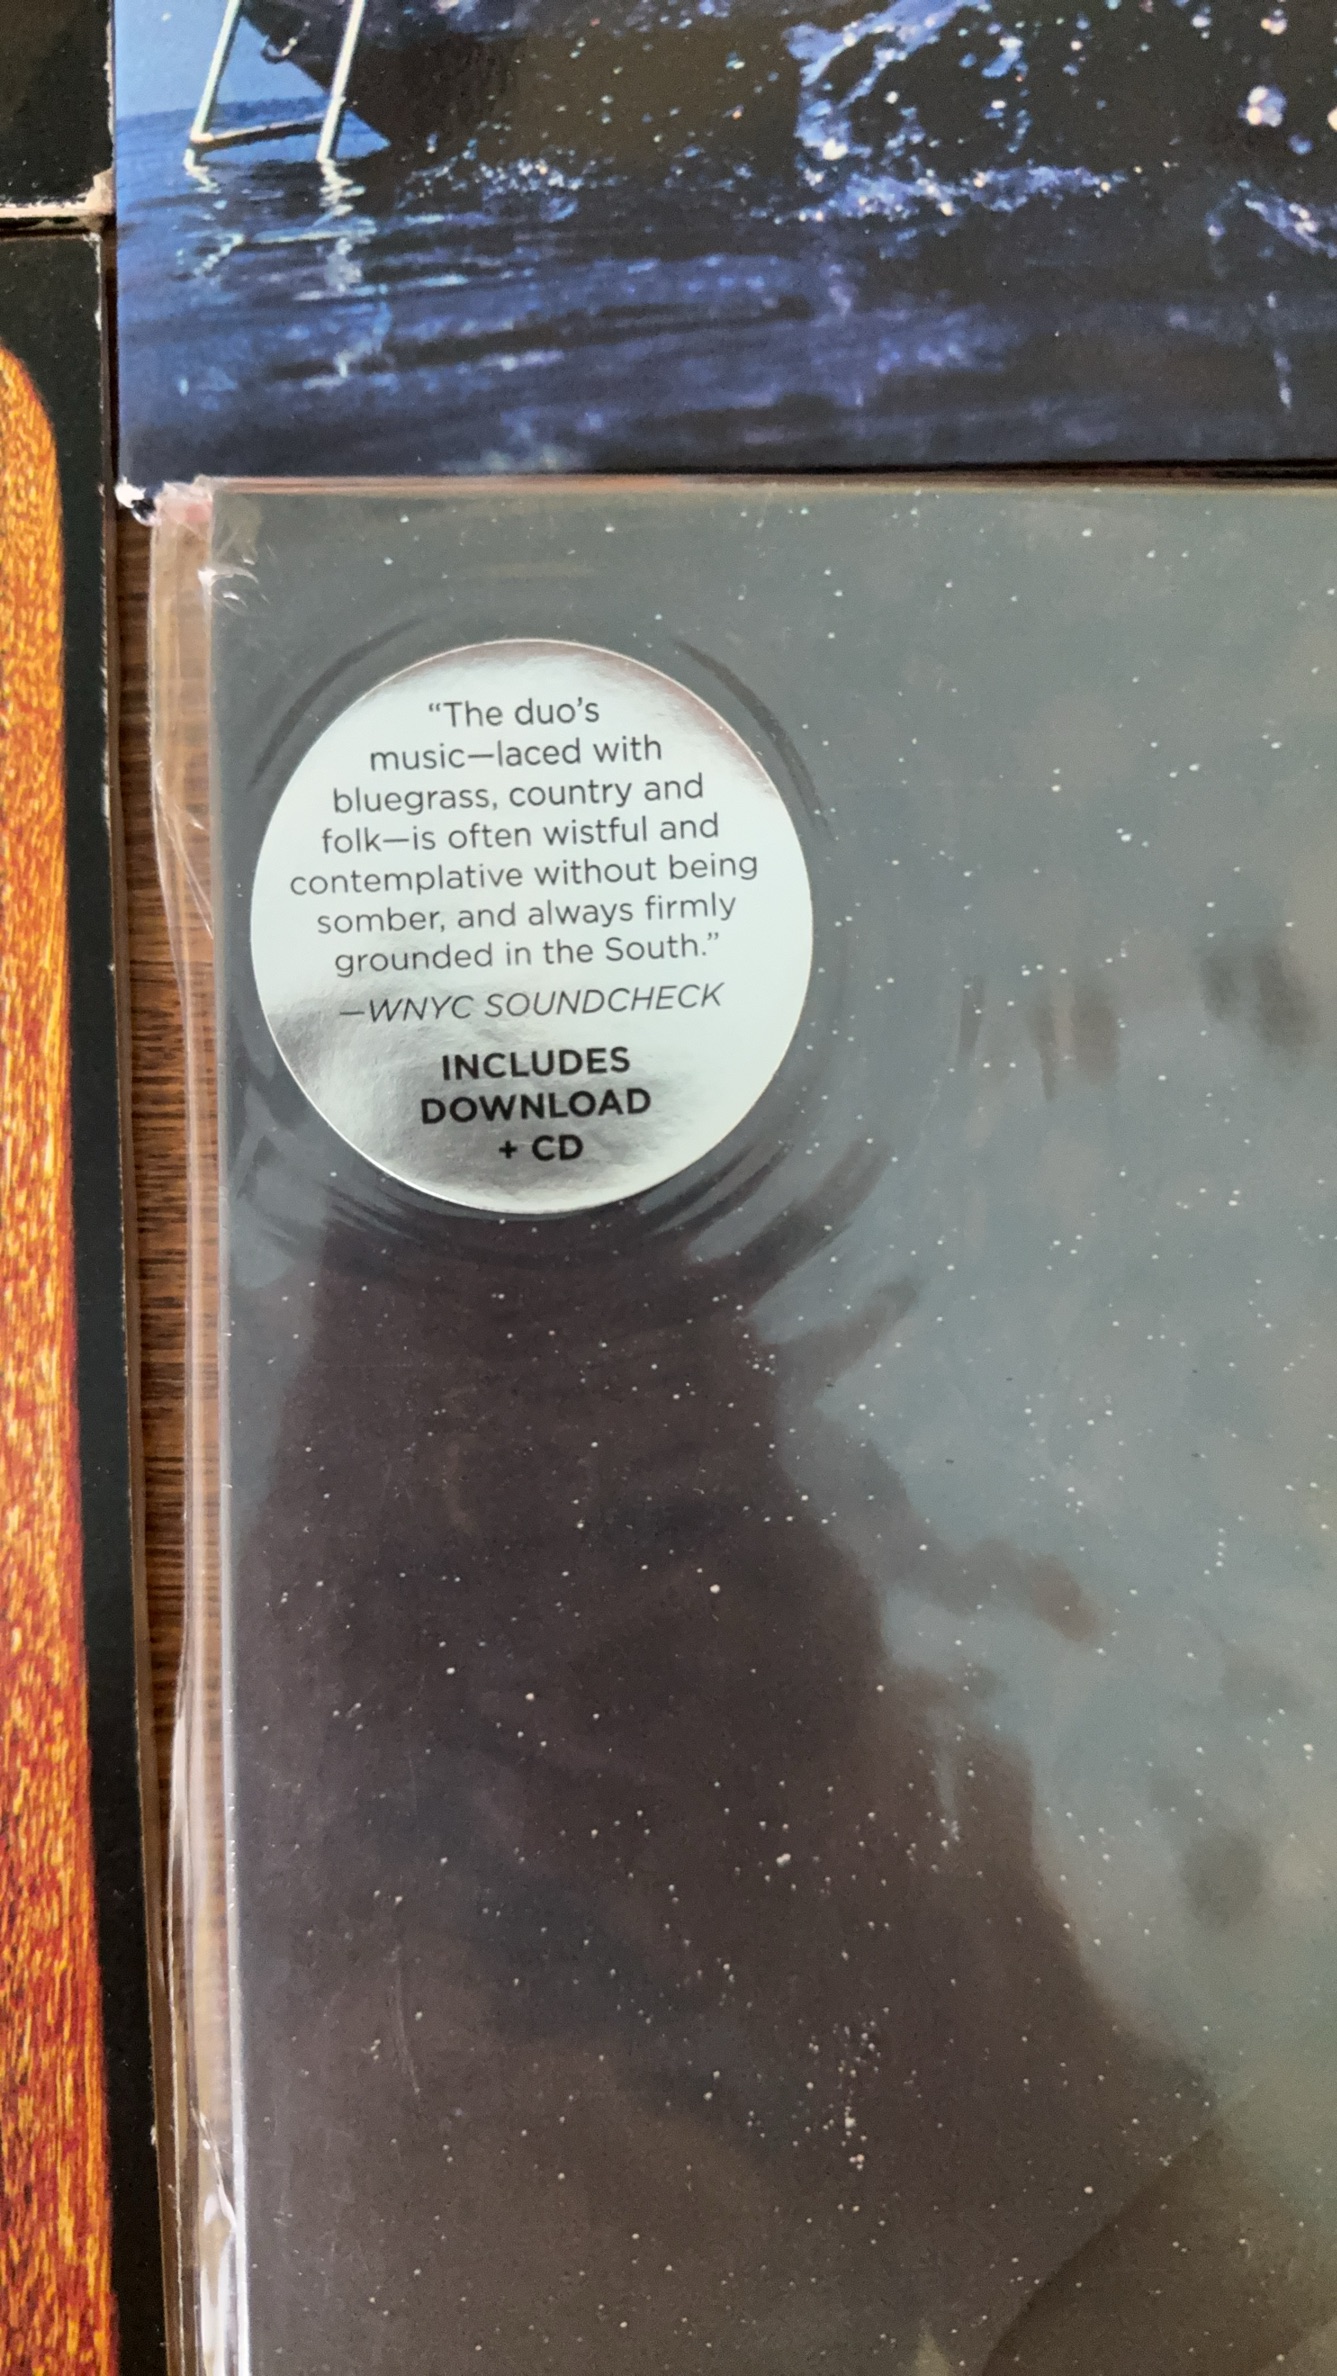 “The duo’s
music—laced with
bluegrass, country and
folk—is often wistful and
contemplative without being
somber, and always firmly
grounded in the South.”
—WNYC SOUNDCHECK
INCLUDES
DOWNLOAD
+ CD